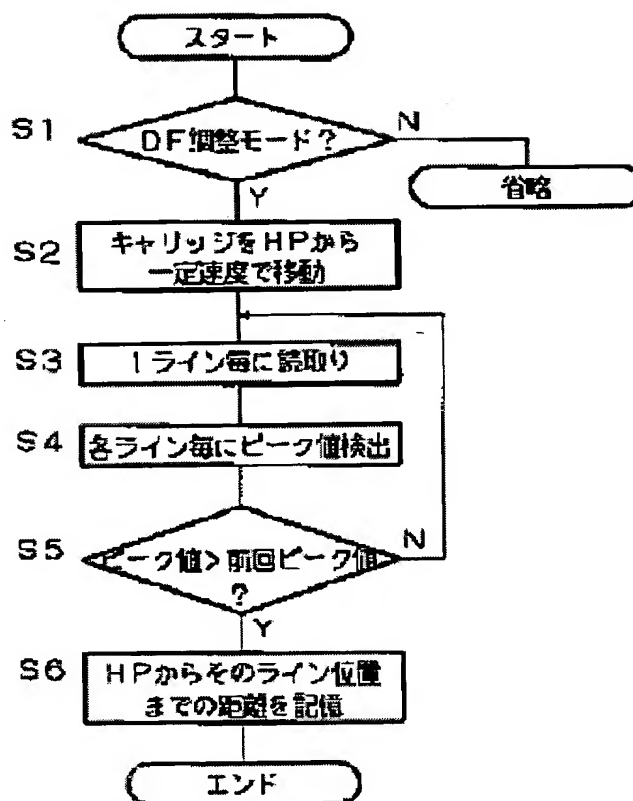 スタート
S1
DF調整モード?
N
省略
Y
S2
キャリッジをHPから
一定速度で移動
S3
1ライン毎に読取り
S4
各ライン毎にピーク値検出
S5
ピーク値>前回ピーク値
?
N
Y
S6
HPからそのライン位置
までの距離を記憶
エンド